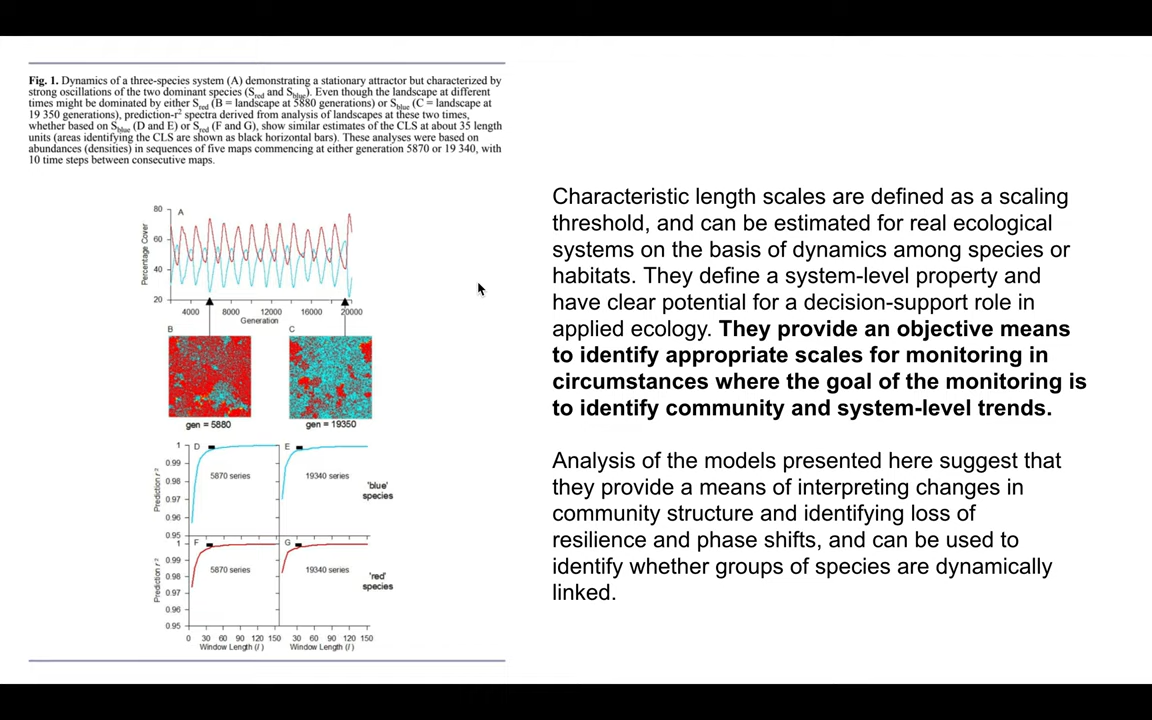 Fig. 1. Dynamics of a three-species system (A) demonstrating a stationary attractor but characterized by
strong oscillations of the two dominant species (Sred and Sblue). Even though the landscape at different
times might be dominated by either Sred (B = landscape at 5880 generations) or Sblue (C = landscape at
19 350 generations), prediction-r² spectra derived from analysis of landscapes at these two times,
whether based on Sblue (D and E) or Sred (F and G), show similar estimates of the CLS at about 35 length
units (areas identifying the CLS are shown as black horizontal bars). These analyses were based on
abundances (densities) in sequences of five maps commencing at either generation 5870 or 19 340, with
10 time steps between consecutive maps.
80
A
60
40
20
Percentage Cover
4000 8000 12000 16000 20000
Generation
B C
gen = 5880 gen = 19350
1 D E
0.99
0.98
0.97
0.96
0.95
Prediction r²
5870 series 19340 series
'blue'
species
1 F G
0.99
0.98
0.97
0.96
0.95
Prediction r²
5870 series 19340 series
'red'
species
0 30 60 90 120 150 30 60 90 120 150
Window Length (l) Window Length (l)
Characteristic length scales are defined as a scaling
threshold, and can be estimated for real ecological
systems on the basis of dynamics among species or
habitats. They define a system-level property and
have clear potential for a decision-support role in
applied ecology. They provide an objective means
to identify appropriate scales for monitoring in
circumstances where the goal of the monitoring is
to identify community and system-level trends.
Analysis of the models presented here suggest that
they provide a means of interpreting changes in
community structure and identifying loss of
resilience and phase shifts, and can be used to
identify whether groups of species are dynamically
linked.